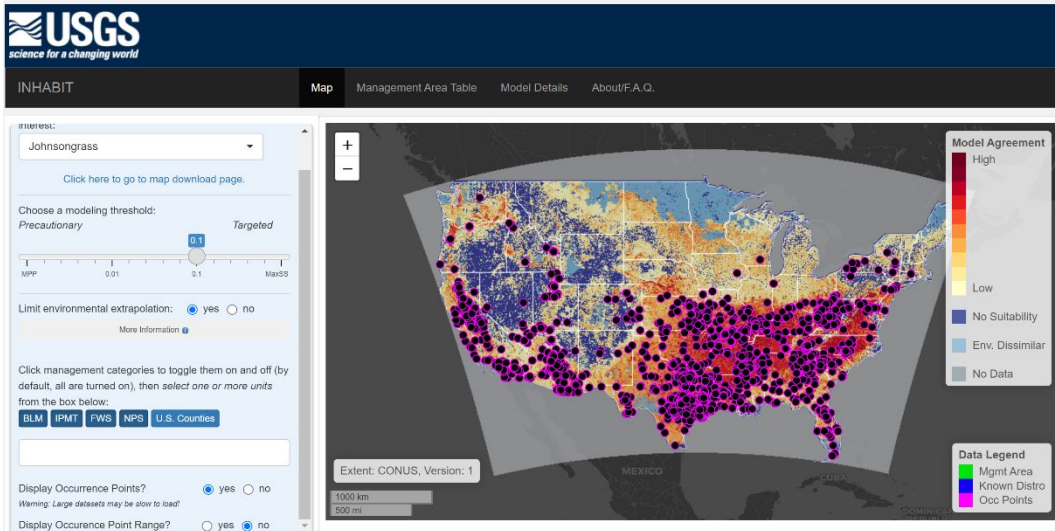 USGS
science for a changing world
INHABIT
Map
Management Area Table
Model Details
About/F.A.Q.
interest:
Johnsongrass
Click here to go to map download page.
Choose a modeling threshold:
Precautionary
Targeted
0.1
MPP
0.01
0.1
MaxSS
Limit environmental extrapolation:
yes
no
More Information
Click management categories to toggle them on and off (by
default, all are turned on), then select one or more units
from the box below:
BLM
IPMT
FWS
NPS
U.S. Counties
Display Occurrence Points?
yes
no
Warning: Large datasets may be slow to load!
Display Occurence Point Range?
yes
no
+
−
Extent: CONUS, Version: 1
1000 km
500 mi
MEXICO
CUBA
DOMINICAN
REPUBLIC
Model Agreement
High
Low
No Suitability
Env. Dissimilar
No Data
Data Legend
Mgmt Area
Known Distro
Occ Points